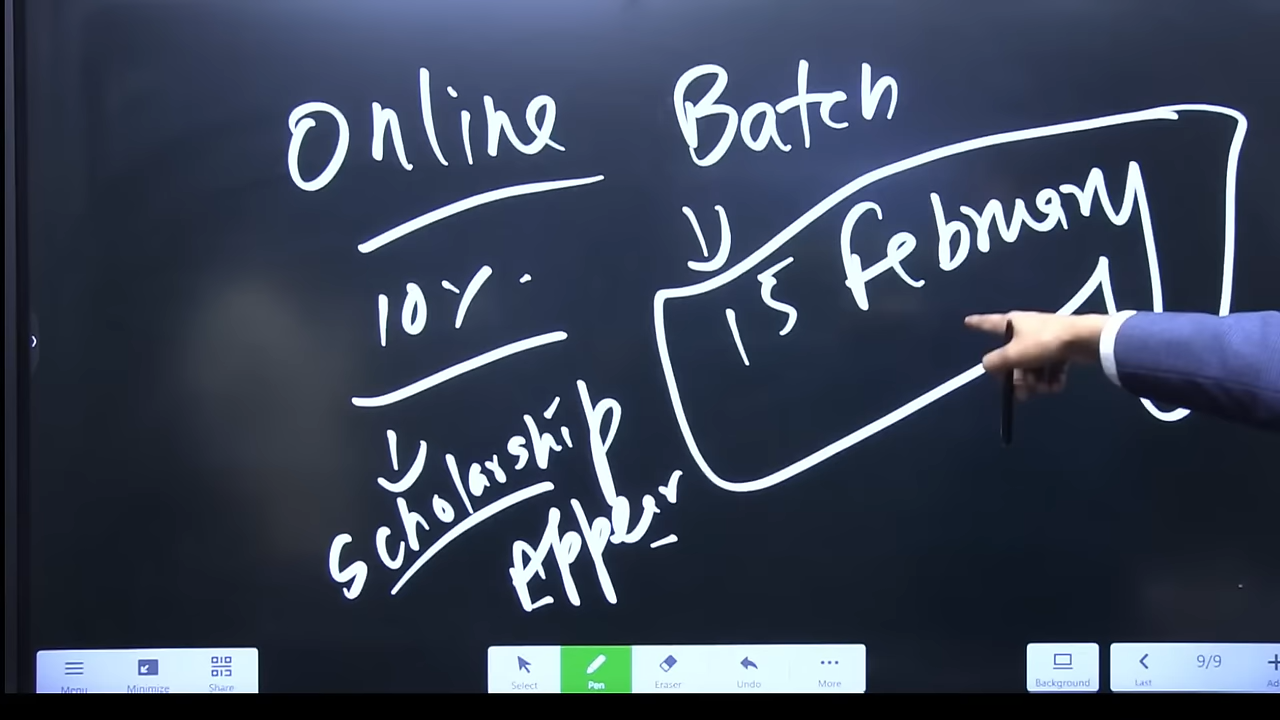 Online Batch
10%.
15 February
Scholarship
Appear
Menu Minimize Share Select Pen Eraser Undo More Background Last 9/9